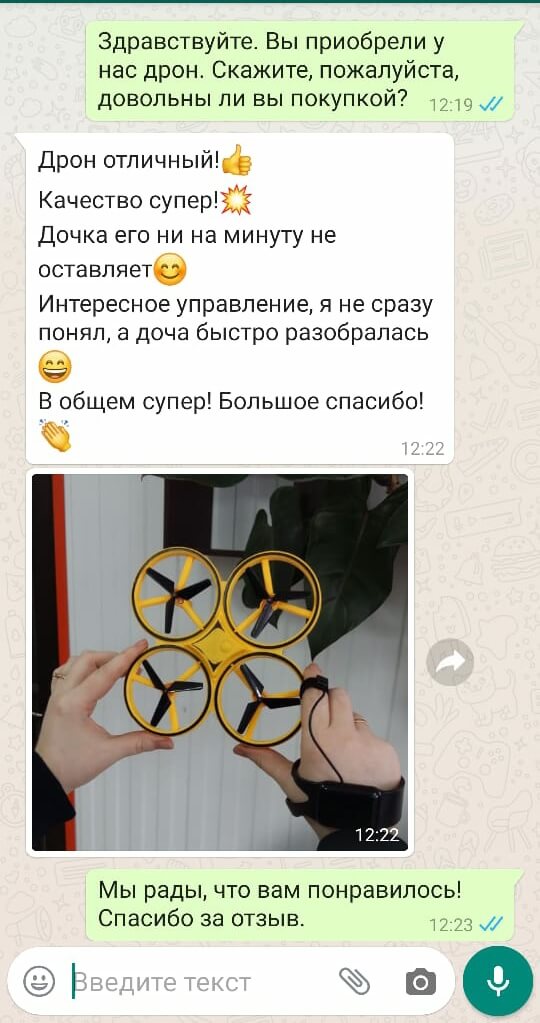 Здравствуйте. Вы приобрели у
нас дрон. Скажите, пожалуйста,
довольны ли вы покупкой?
12:19
Дрон отличный!👍
Качество супер!💥
Дочка его ни на минуту не
оставляет😊
Интересное управление, я не сразу
понял, а доча быстро разобралась
😄
В общем супер! Большое спасибо!
👏
12:22
12:22
Мы рады, что вам понравилось!
Спасибо за отзыв.
12:23
Введите текст